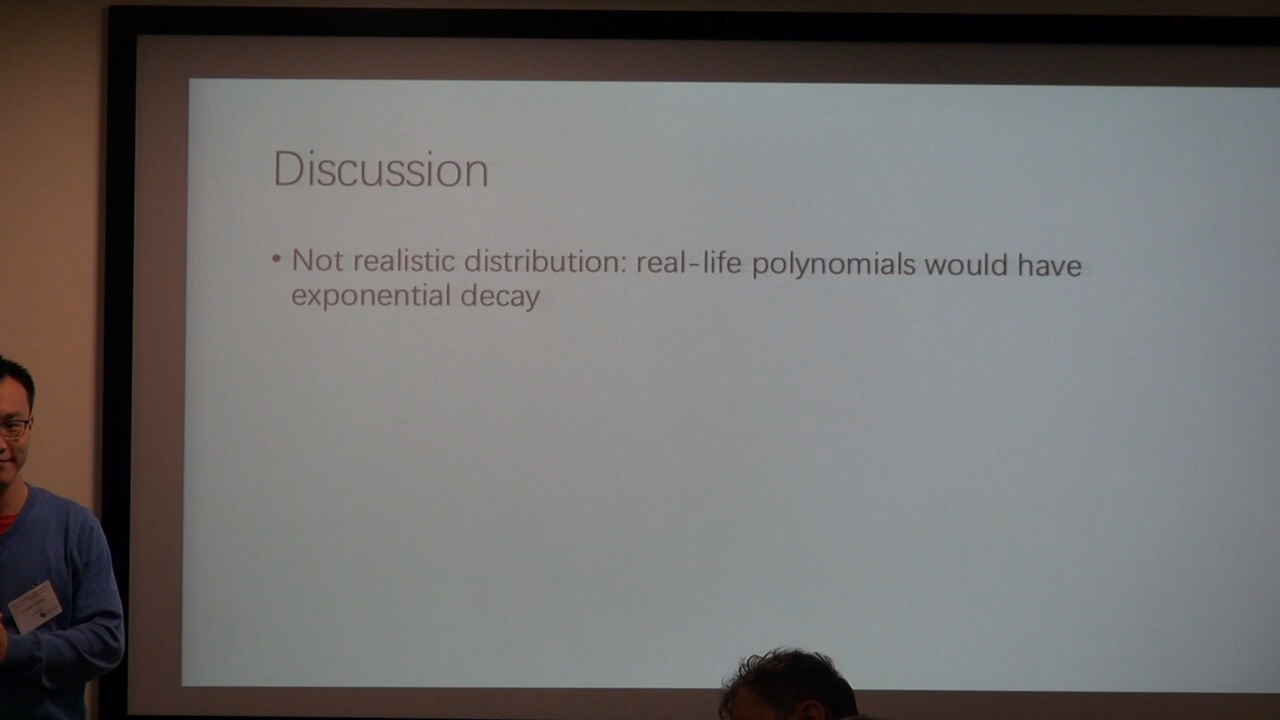 Discussion
• Not realistic distribution: real-life polynomials would have
exponential decay